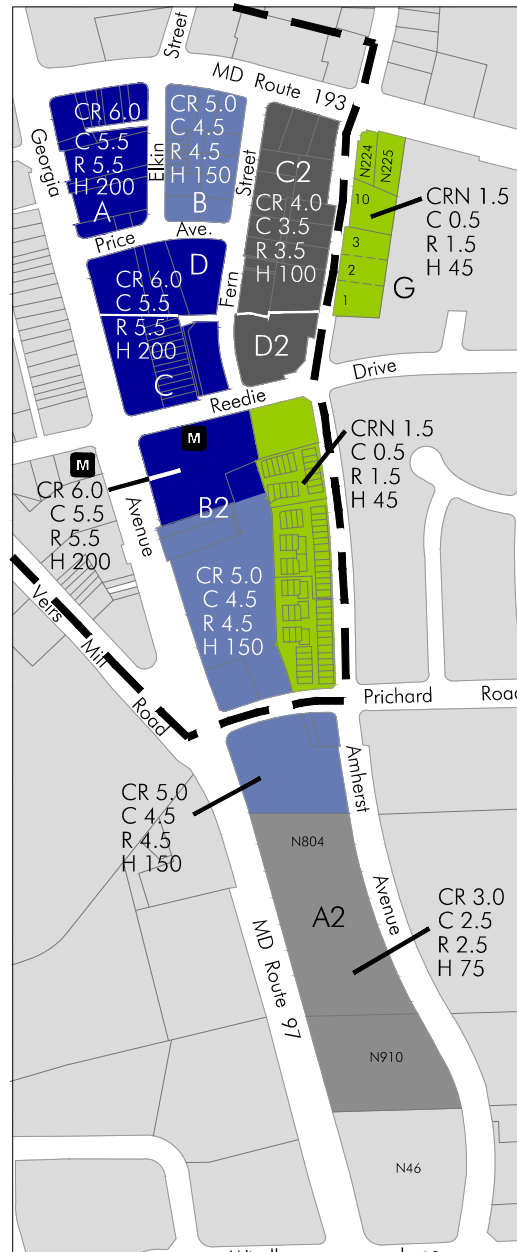 Street
MD Route 193
Georgia
CR 6.0
C 5.5
R 5.5
H 200
A
Elkin
CR 5.0
C 4.5
R 4.5
H 150
B
Street
C2
CR 4.0
C 3.5
R 3.5
H 100
N224
N225
10
3
2
1
G
CRN 1.5
C 0.5
R 1.5
H 45
Price Ave.
D
CR 6.0
C 5.5
R 5.5
H 200
C
Fern
D2
Reedie Drive
M
M
CRN 1.5
C 0.5
R 1.5
H 45
CR 6.0
C 5.5
R 5.5
H 200
Avenue
B2
CR 5.0
C 4.5
R 4.5
H 150
Veirs Mill Road
Prichard Road
CR 5.0
C 4.5
R 4.5
H 150
Amherst Avenue
N804
A2
MD Route 97
CR 3.0
C 2.5
R 2.5
H 75
N910
N46